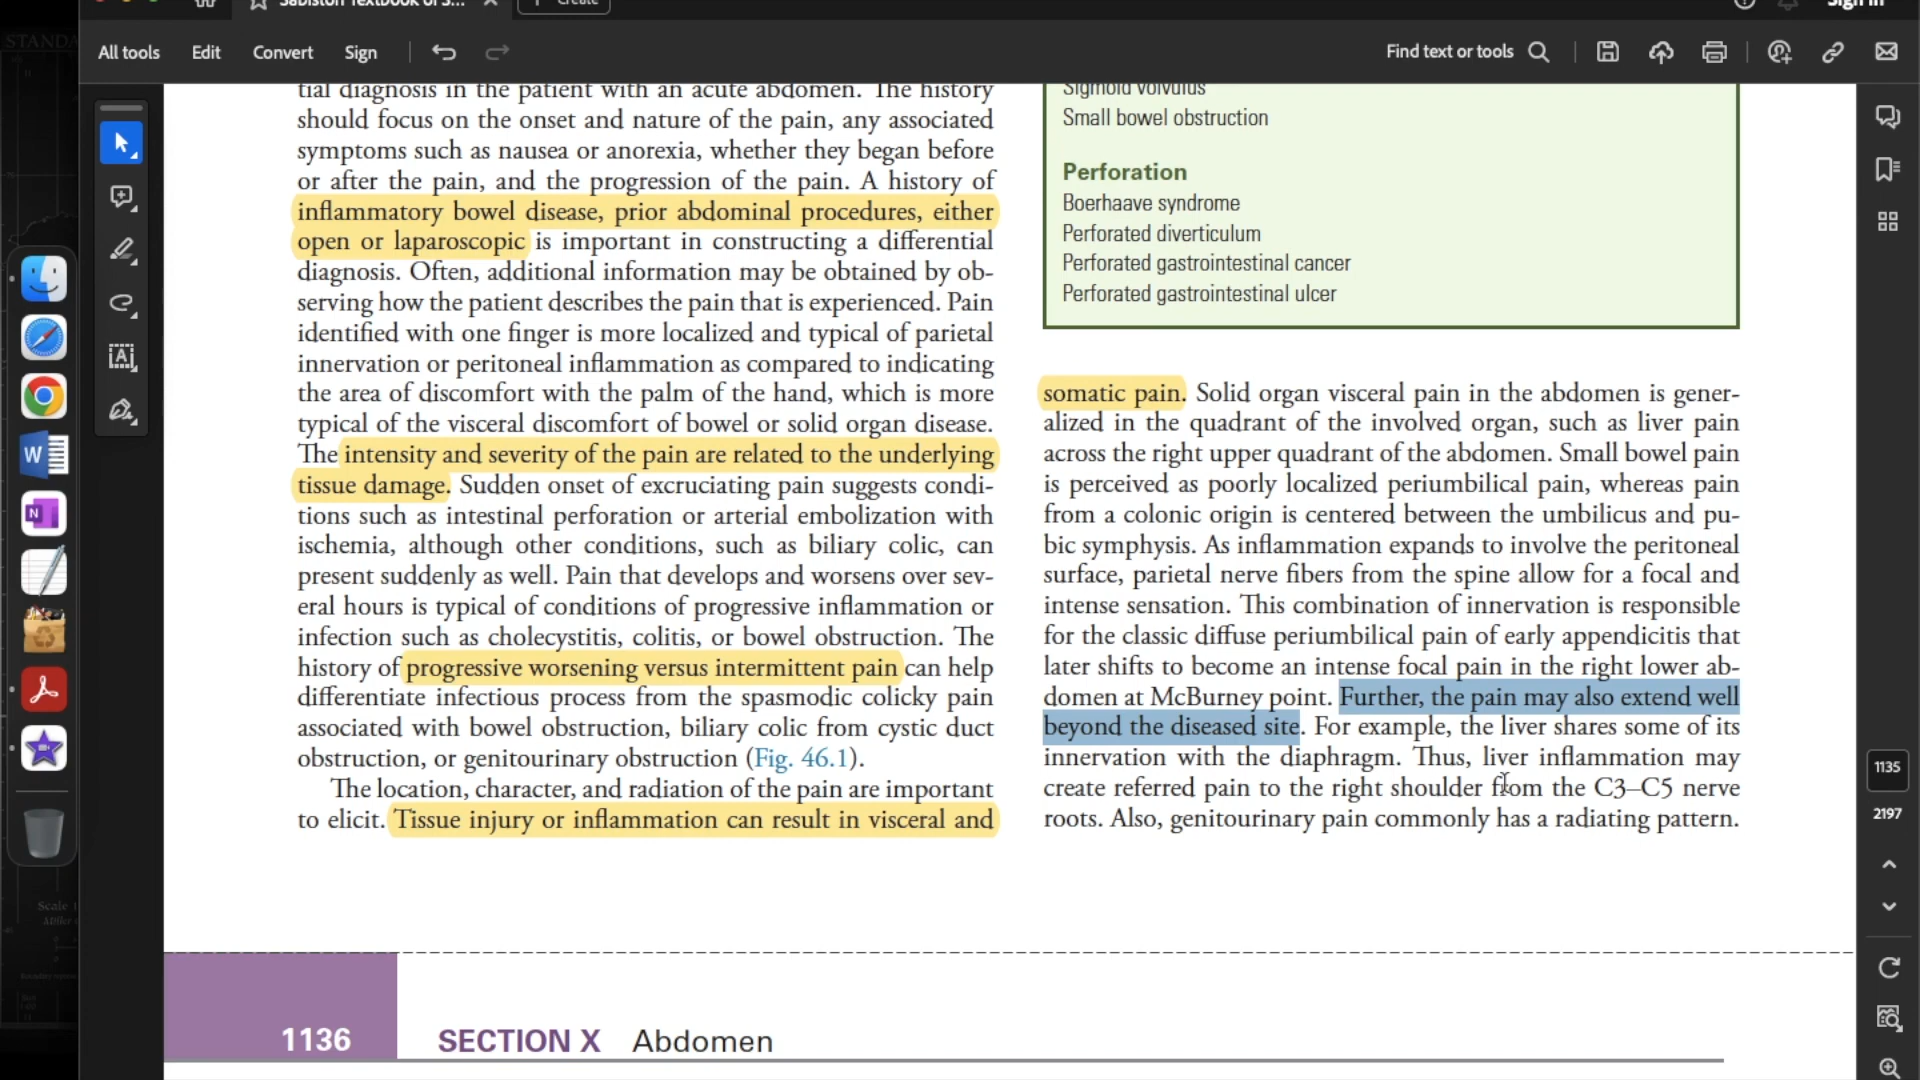 Sabiston Textbook of S...
Create
Sign in
All tools
Edit
Convert
Sign
Find text or tools
tial diagnosis in the patient with an acute abdomen. The history
should focus on the onset and nature of the pain, any associated
symptoms such as nausea or anorexia, whether they began before
or after the pain, and the progression of the pain. A history of
inflammatory bowel disease, prior abdominal procedures, either
open or laparoscopic is important in constructing a differential
diagnosis. Often, additional information may be obtained by ob-
serving how the patient describes the pain that is experienced. Pain
identified with one finger is more localized and typical of parietal
innervation or peritoneal inflammation as compared to indicating
the area of discomfort with the palm of the hand, which is more
typical of the visceral discomfort of bowel or solid organ disease.
The intensity and severity of the pain are related to the underlying
tissue damage. Sudden onset of excruciating pain suggests condi-
tions such as intestinal perforation or arterial embolization with
ischemia, although other conditions, such as biliary colic, can
present suddenly as well. Pain that develops and worsens over sev-
eral hours is typical of conditions of progressive inflammation or
infection such as cholecystitis, colitis, or bowel obstruction. The
history of progressive worsening versus intermittent pain can help
differentiate infectious process from the spasmodic colicky pain
associated with bowel obstruction, biliary colic from cystic duct
obstruction, or genitourinary obstruction (Fig. 46.1).
The location, character, and radiation of the pain are important
to elicit. Tissue injury or inflammation can result in visceral and
Sigmoid volvulus
Small bowel obstruction
Perforation
Boerhaave syndrome
Perforated diverticulum
Perforated gastrointestinal cancer
Perforated gastrointestinal ulcer
somatic pain. Solid organ visceral pain in the abdomen is gener-
alized in the quadrant of the involved organ, such as liver pain
across the right upper quadrant of the abdomen. Small bowel pain
is perceived as poorly localized periumbilical pain, whereas pain
from a colonic origin is centered between the umbilicus and pu-
bic symphysis. As inflammation expands to involve the peritoneal
surface, parietal nerve fibers from the spine allow for a focal and
intense sensation. This combination of innervation is responsible
for the classic diffuse periumbilical pain of early appendicitis that
later shifts to become an intense focal pain in the right lower ab-
domen at McBurney point. Further, the pain may also extend well
beyond the diseased site. For example, the liver shares some of its
innervation with the diaphragm. Thus, liver inflammation may
create referred pain to the right shoulder from the C3–C5 nerve
roots. Also, genitourinary pain commonly has a radiating pattern.
1135
2197
1136
SECTION X Abdomen
STANDA
Scale 1